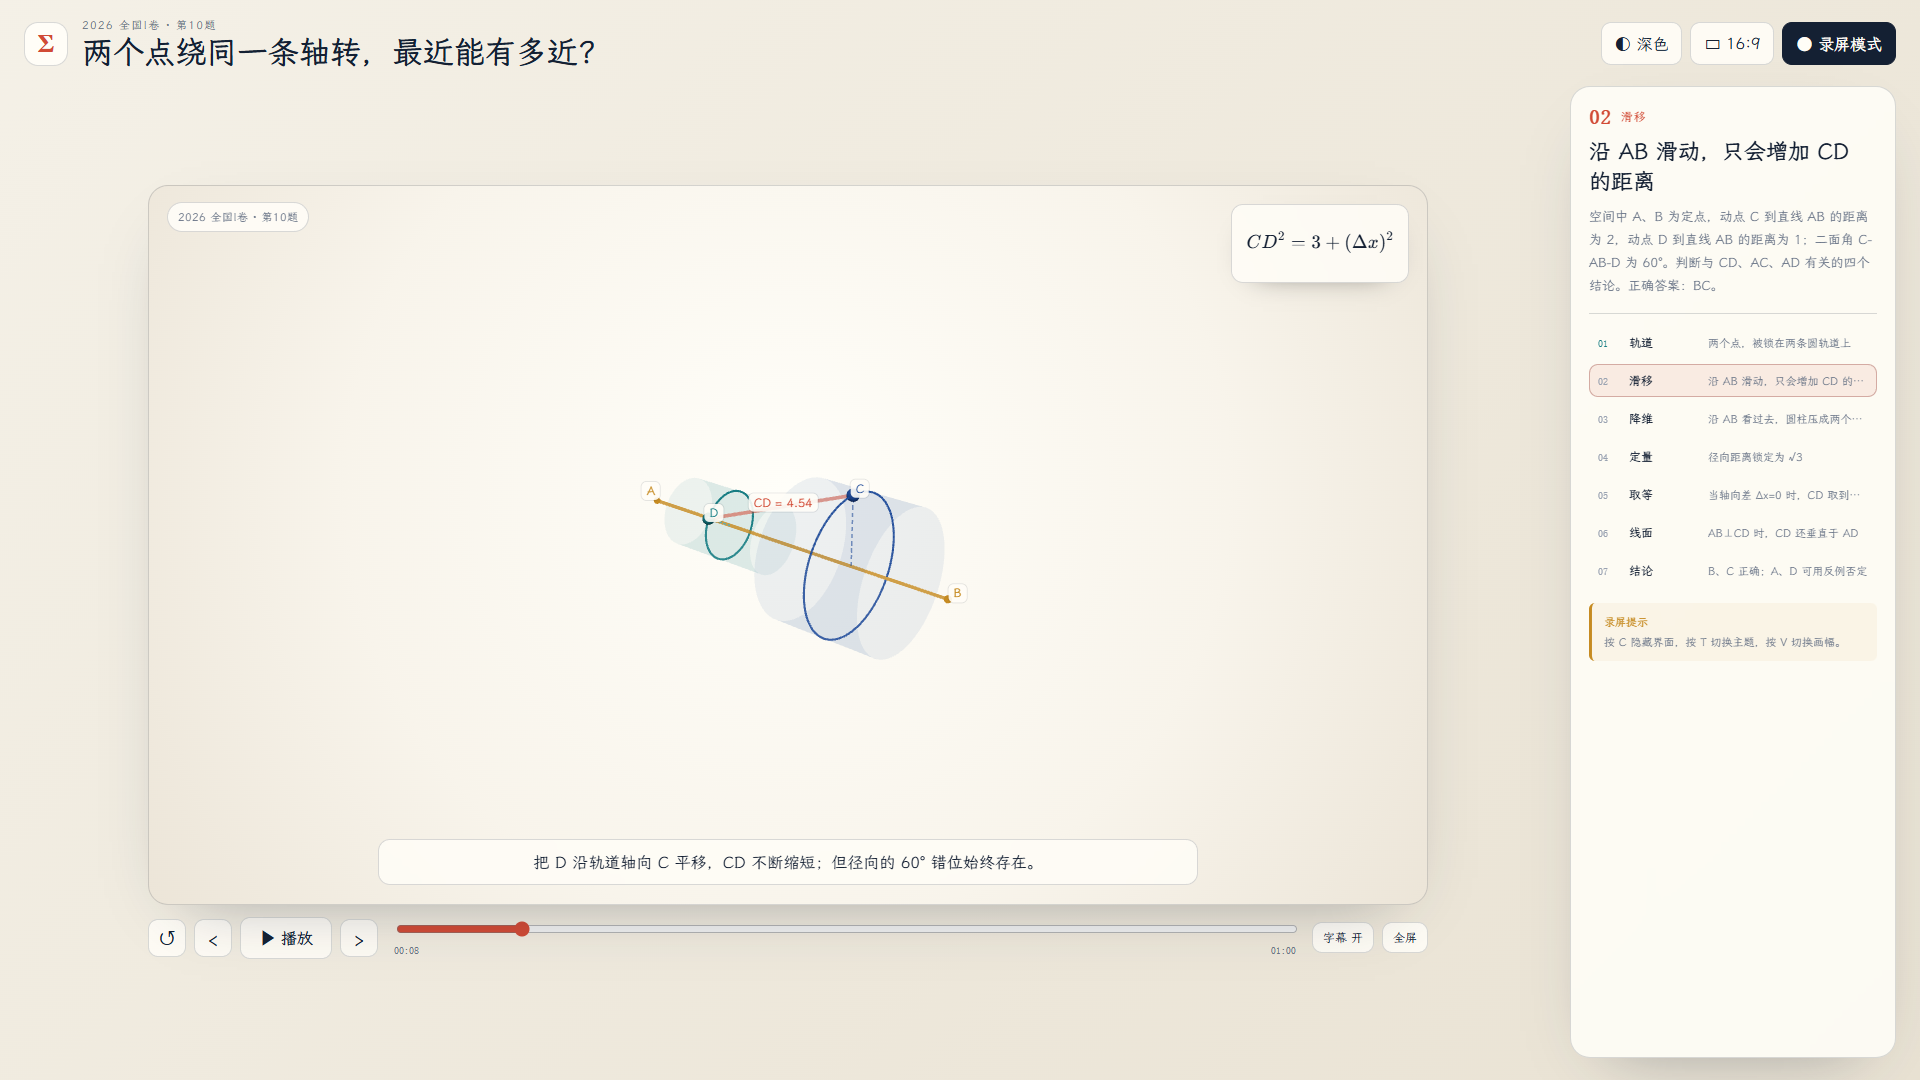 Σ
2026 全国I卷 · 第10题
两个点绕同一条轴转，最近能有多近？
深色
16:9
录屏模式
2026 全国I卷 · 第10题
CD² = 3 + (Δx)²
A
D
CD = 4.54
C
B
把 D 沿轨道轴向 C 平移，CD 不断缩短；但径向的 60° 错位始终存在。
<
播放
>
00:08
01:00
字幕 开
全屏
02 滑移
沿 AB 滑动，只会增加 CD
的距离
空间中 A、B 为定点，动点 C 到直线 AB 的距离
为 2，动点 D 到直线 AB 的距离为 1；二面角 C-
AB-D 为 60°。判断与 CD、AC、AD 有关的四个
结论。正确答案：BC。
01 轨道 两个点，被锁在两条圆轨道上
02 滑移 沿 AB 滑动，只会增加 CD 的…
03 降维 沿 AB 看过去，圆柱压成两个…
04 定量 径向距离锁定为 √3
05 取等 当轴向差 Δx=0 时，CD 取到…
06 线面 AB⊥CD 时，CD 还垂直于 AD
07 结论 B、C 正确；A、D 可用反例否定
录屏提示
按 C 隐藏界面，按 T 切换主题，按 V 切换画幅。